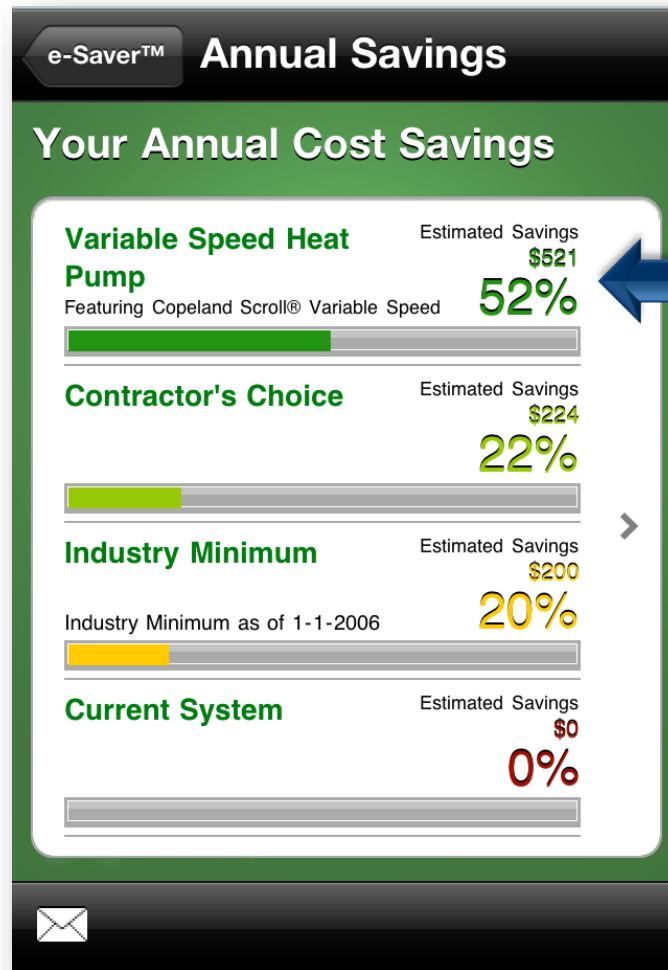 e-Saver™ Annual Savings
Your Annual Cost Savings
Variable Speed Heat
Pump
Featuring Copeland Scroll® Variable Speed
Estimated Savings
$521
52%
Contractor's Choice
Estimated Savings
$224
22%
Industry Minimum
Industry Minimum as of 1-1-2006
Estimated Savings
$200
20%
Current System
Estimated Savings
$0
0%